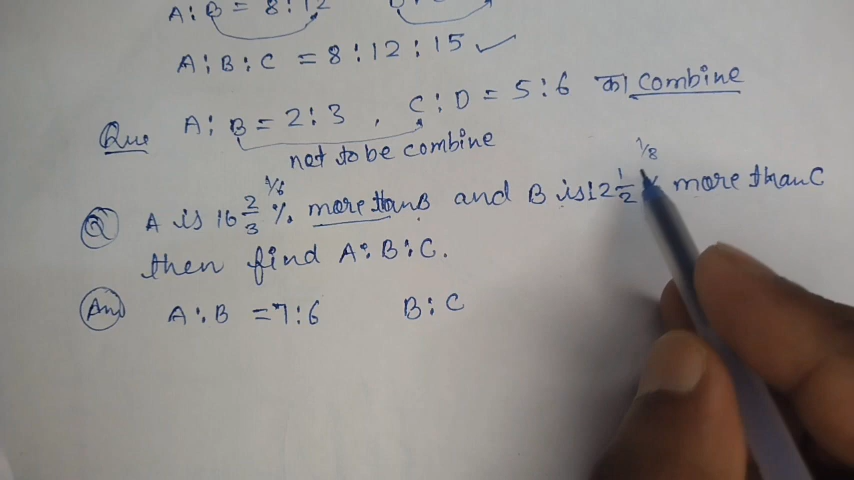 A:B = 8:12
A:B:C = 8:12:15 ✓
Que A:B = 2:3 , C:D = 5:6 का combine
not to be combine
1/6 1/8
Q A is 16 2/3 % more than B and B is 12 1/2 % more than C
then find A:B:C.
Ans A:B = 7:6 B:C